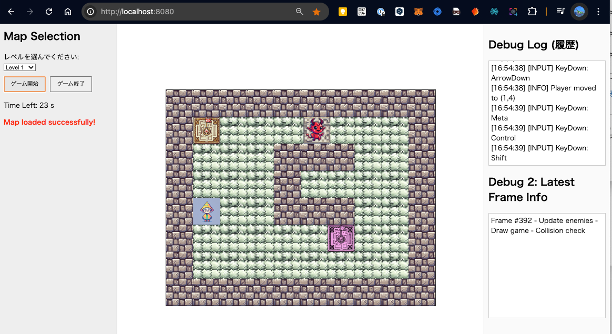 http://localhost:8080
Map Selection
レベルを選んでください:
Level 1
ゲーム開始
ゲーム終了
Time Left: 23 s
Map loaded successfully!
Debug Log (履歴)
[16:54:38] [INPUT] KeyDown:
ArrowDown
[16:54:38] [INFO] Player moved
to (1,4)
[16:54:39] [INPUT] KeyDown:
Meta
[16:54:39] [INPUT] KeyDown:
Control
[16:54:39] [INPUT] KeyDown:
Shift
Debug 2: Latest
Frame Info
Frame #392 - Update enemies -
Draw game - Collision check